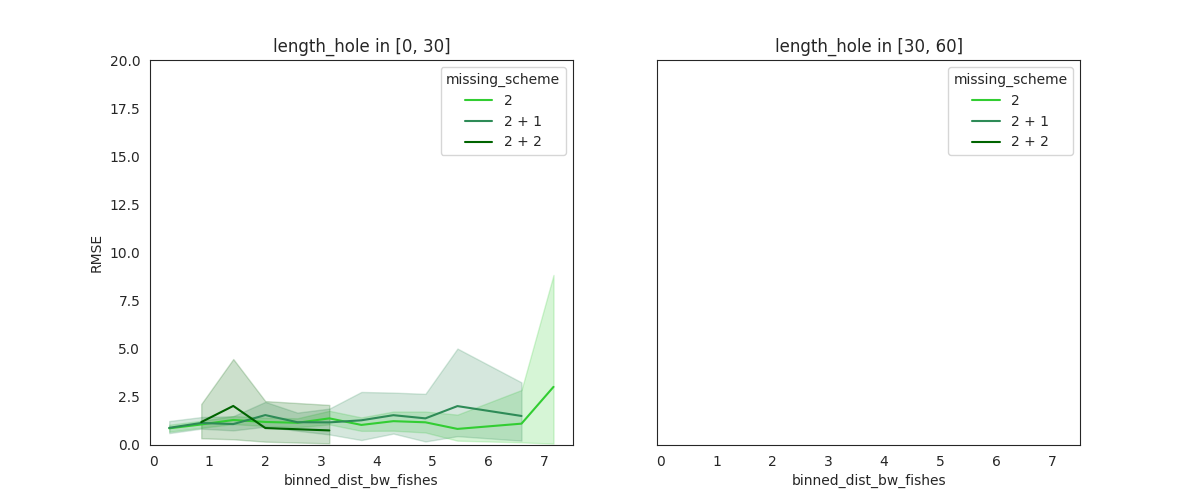 length_hole in [0, 30]
20.0
17.5
15.0
12.5
10.0
7.5
5.0
2.5
0.0
RMSE
missing_scheme
2
2 + 1
2 + 2
0 1 2 3 4 5 6 7
binned_dist_bw_fishes
length_hole in [30, 60]
missing_scheme
2
2 + 1
2 + 2
0 1 2 3 4 5 6 7
binned_dist_bw_fishes